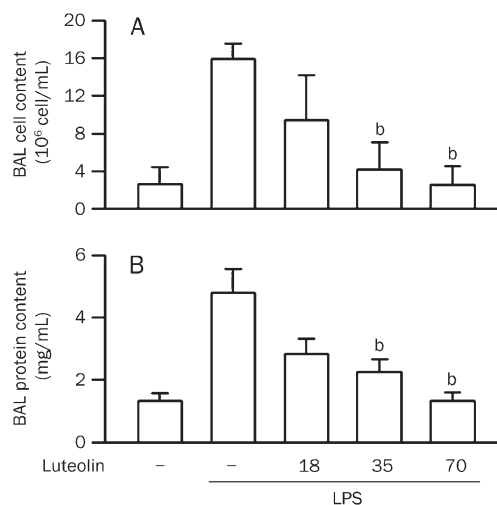 A
BAL cell content
(10⁶ cell/mL)
20
16
12
8
4
0
b
b
B
BAL protein content
(mg/mL)
6
4
2
0
b
b
Luteolin – – 18 35 70
LPS